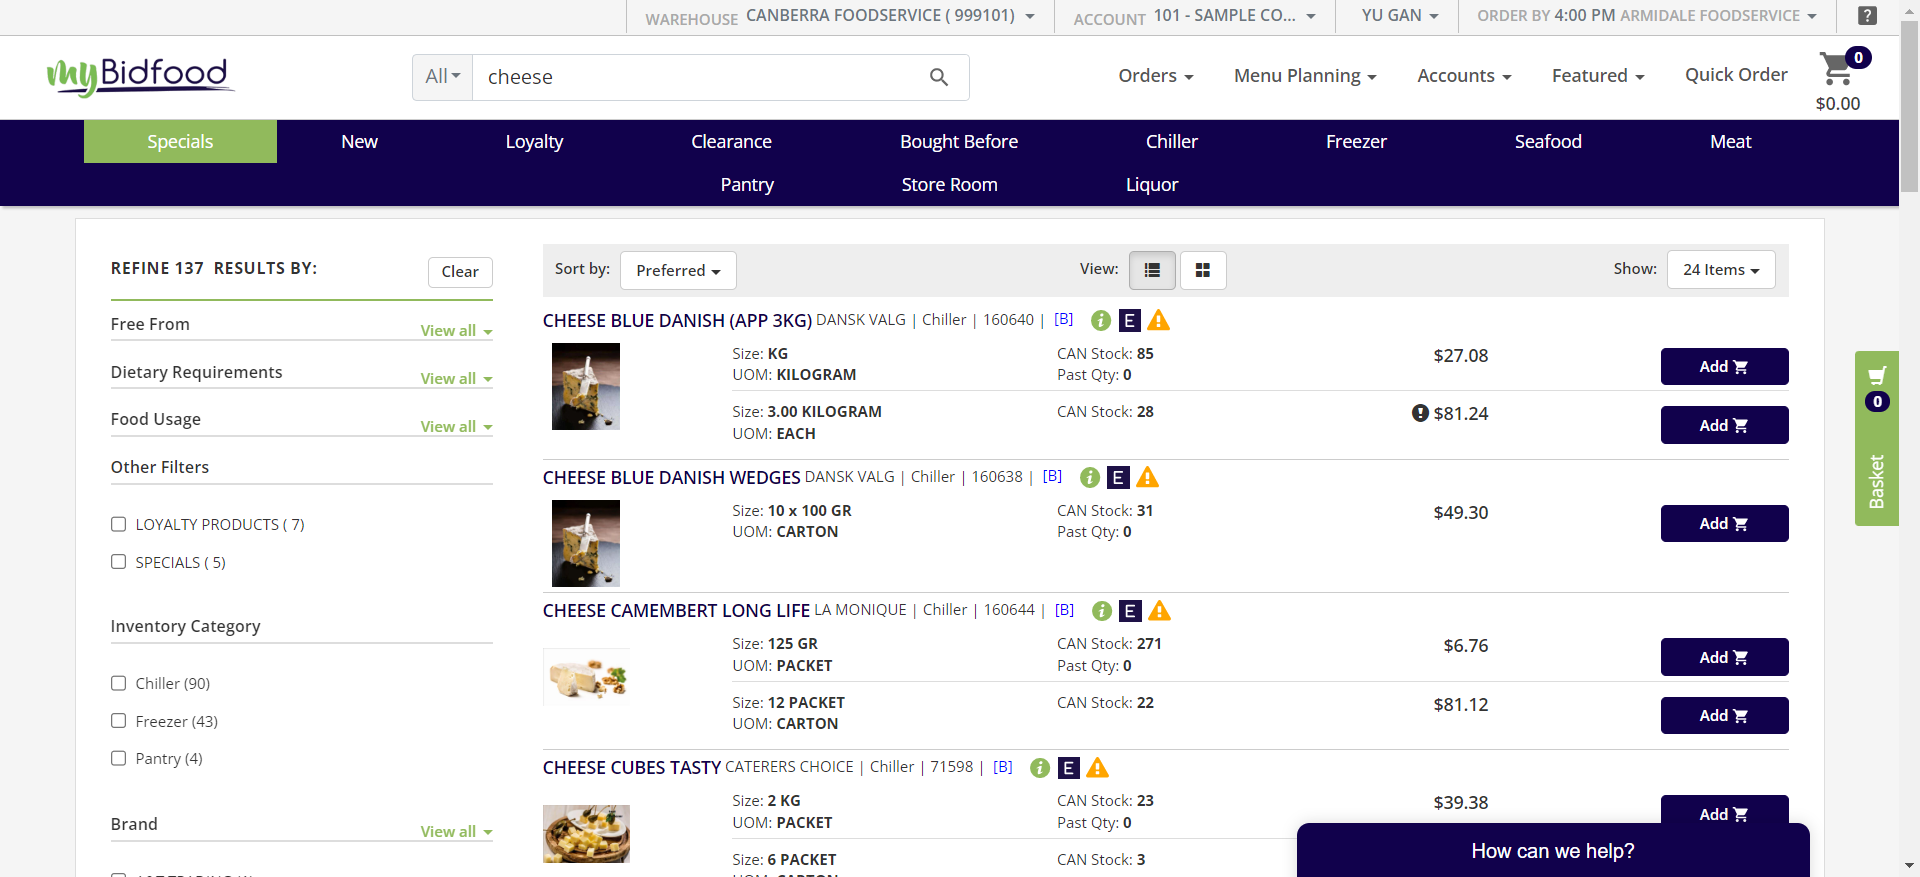 WAREHOUSE CANBERRA FOODSERVICE ( 999101)
ACCOUNT 101 - SAMPLE CO...
YU GAN
ORDER BY 4:00 PM ARMIDALE FOODSERVICE
?
myBidfood
All
cheese
Orders
Menu Planning
Accounts
Featured
Quick Order
0
$0.00
Specials
New
Loyalty
Clearance
Bought Before
Chiller
Freezer
Seafood
Meat
Pantry
Store Room
Liquor
REFINE 137 RESULTS BY:
Clear
Free From
View all
Dietary Requirements
View all
Food Usage
View all
Other Filters
LOYALTY PRODUCTS ( 7)
SPECIALS ( 5)
Inventory Category
Chiller (90)
Freezer (43)
Pantry (4)
Brand
View all
Sort by:
Preferred
View:
Show:
24 Items
CHEESE BLUE DANISH (APP 3KG) DANSK VALG | Chiller | 160640 | [B] i E
Size: KG
CAN Stock: 85
$27.08
Add
UOM: KILOGRAM
Past Qty: 0
Size: 3.00 KILOGRAM
CAN Stock: 28
$81.24
Add
UOM: EACH
CHEESE BLUE DANISH WEDGES DANSK VALG | Chiller | 160638 | [B] i E
Size: 10 x 100 GR
CAN Stock: 31
$49.30
Add
UOM: CARTON
Past Qty: 0
CHEESE CAMEMBERT LONG LIFE LA MONIQUE | Chiller | 160644 | [B] i E
Size: 125 GR
CAN Stock: 271
$6.76
Add
UOM: PACKET
Past Qty: 0
Size: 12 PACKET
CAN Stock: 22
$81.12
Add
UOM: CARTON
CHEESE CUBES TASTY CATERERS CHOICE | Chiller | 71598 | [B] i E
Size: 2 KG
CAN Stock: 23
$39.38
Add
UOM: PACKET
Past Qty: 0
Size: 6 PACKET
CAN Stock: 3
0
Basket
How can we help?